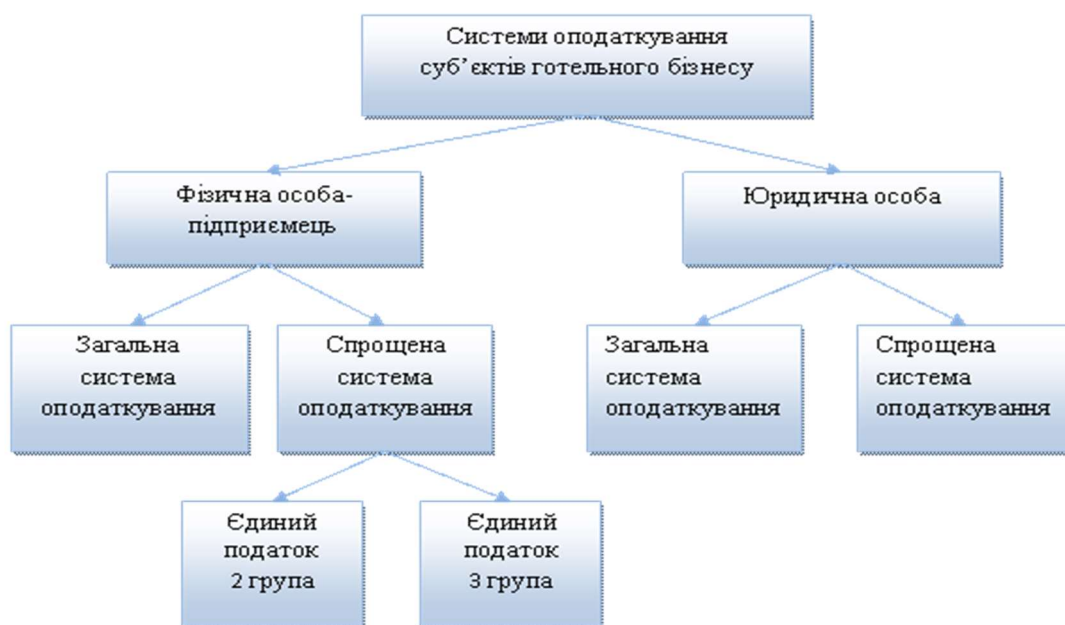 Системи оподаткування
суб’єктів готельного бізнесу
Фізична особа-
підприємець
Юридична особа
Загальна
система
оподаткування
Спрощена
система
оподаткування
Загальна
система
оподаткування
Спрощена
система
оподаткування
Єдиний
податок
2 група
Єдиний
податок
3 група